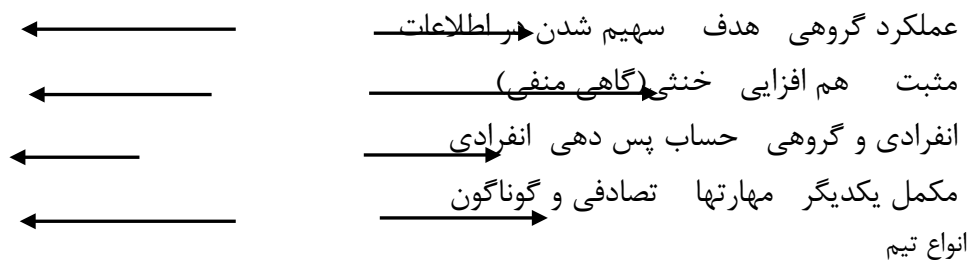 عملکرد گروهی هدف سهیم شدن در اطلاعات
مثبت هم افزایی خنثی(گاهی منفی)
انفرادی و گروهی حساب پس دهی انفرادی
مکمل یکدیگر مهارتها تصادفی و گوناگون
انواع تیم